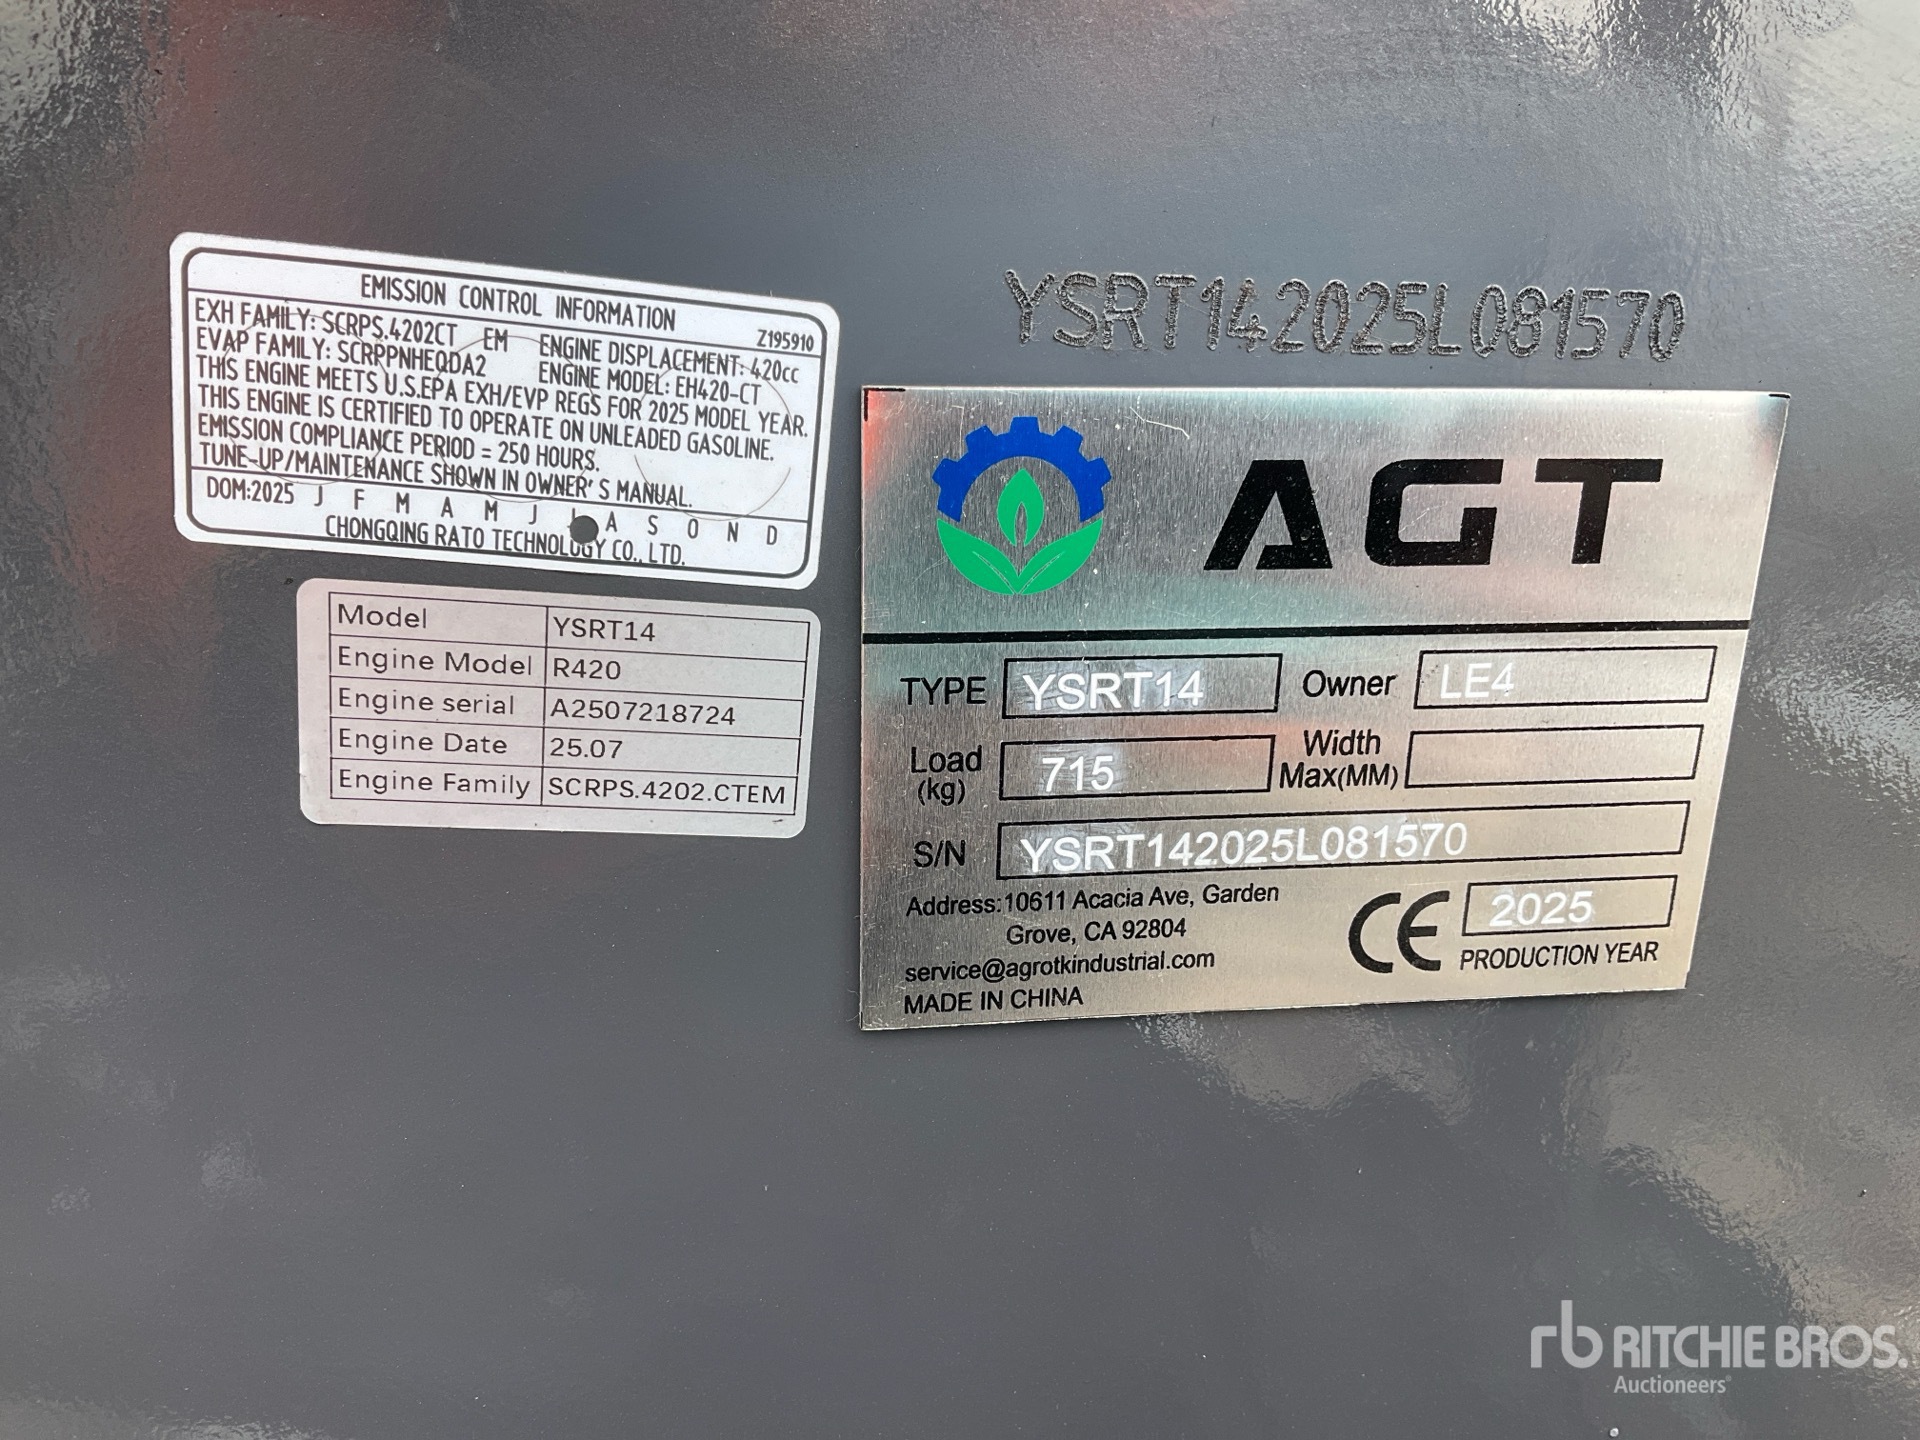 EMISSION CONTROL INFORMATION
Z195910
EXH FAMILY: SCRPS.4202CT EM ENGINE DISPLACEMENT: 420cc
EVAP FAMILY: SCRPPNHEQDA2 ENGINE MODEL: EH420-CT
THIS ENGINE MEETS U.S.EPA EXH/EVP REGS FOR 2025 MODEL YEAR.
THIS ENGINE IS CERTIFIED TO OPERATE ON UNLEADED GASOLINE.
EMISSION COMPLIANCE PERIOD = 250 HOURS.
TUNE-UP/MAINTENANCE SHOWN IN OWNER'S MANUAL.
DOM:2025 J F M A M J J A S O N D
CHONGQING RATO TECHNOLOGY CO., LTD.
Model YSRT14
Engine Model R420
Engine serial A2507218724
Engine Date 25.07
Engine Family SCRPS.4202.CTEM
YSRT142025L081570
AGT
TYPE YSRT14 Owner LE4
Load (kg) 715 Width Max(MM)
S/N YSRT142025L081570
Address:10611 Acacia Ave, Garden
Grove, CA 92804
service@agrotkindustrial.com
MADE IN CHINA
CE 2025
PRODUCTION YEAR
rb RITCHIE BROS.
Auctioneers